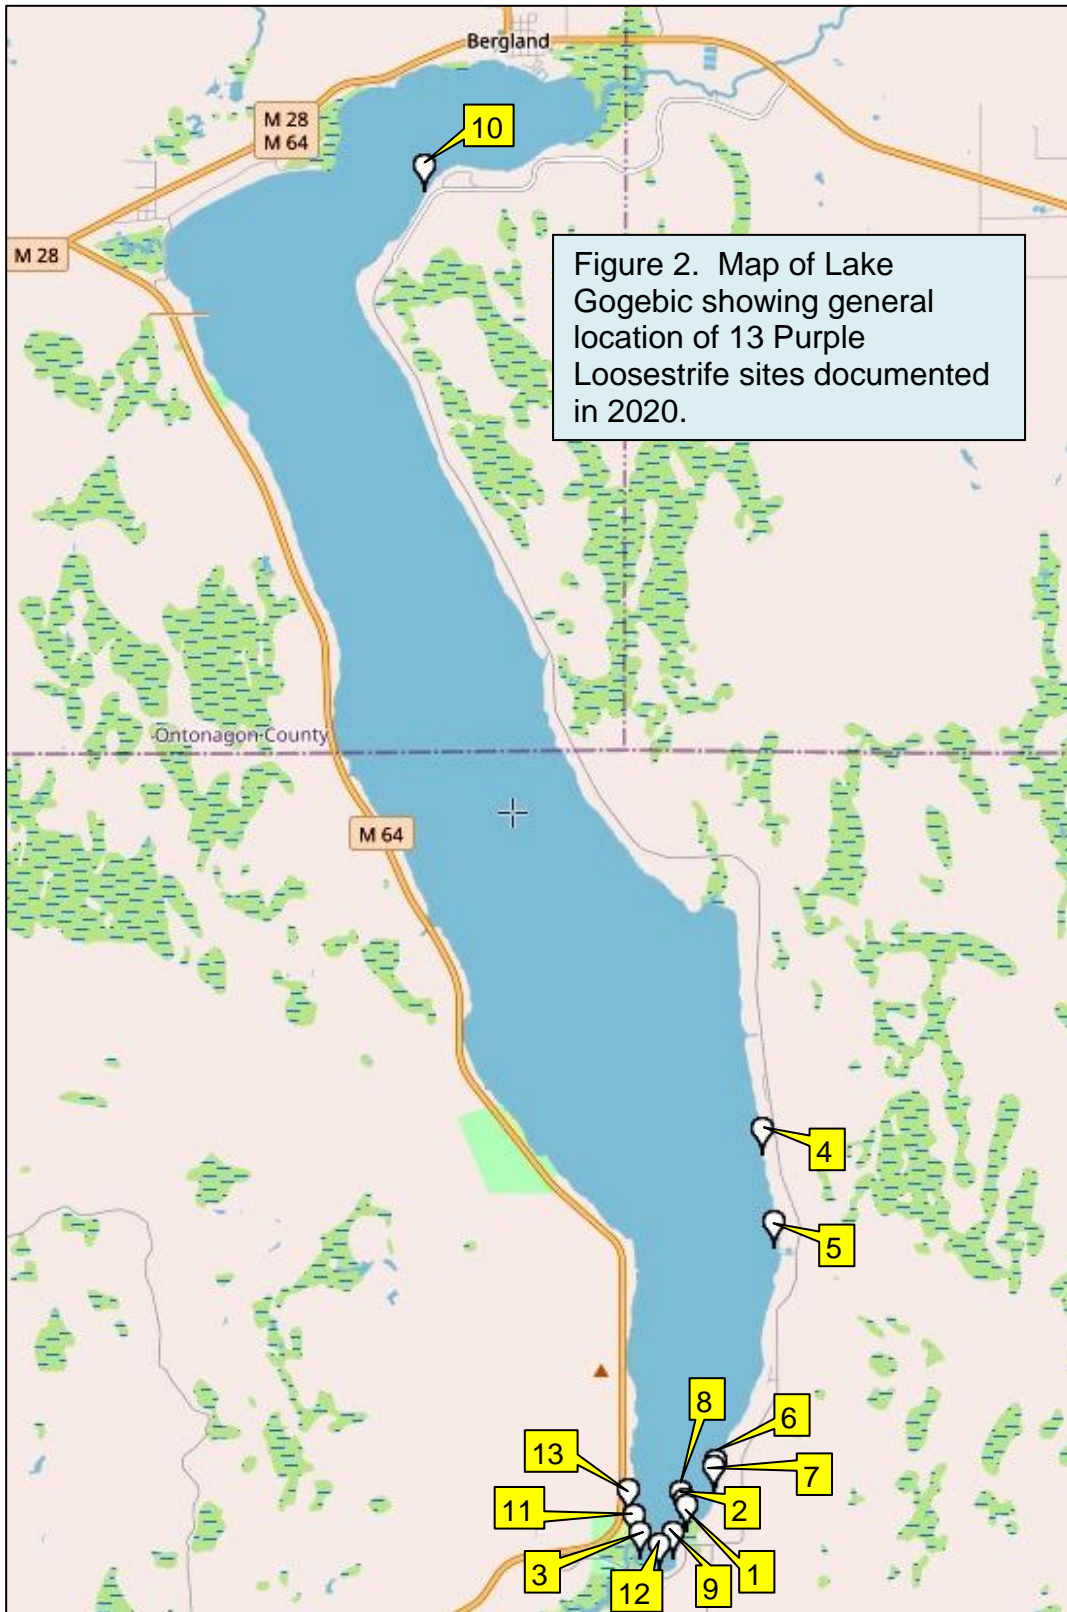 Bergland
10
M 28
M 64
M 28
Figure 2. Map of Lake
Gogebic showing general
location of 13 Purple
Loosestrife sites documented
in 2020.
Ontonagon County
M 64
4
5
8
6
13
7
11
2
3
12
9
1